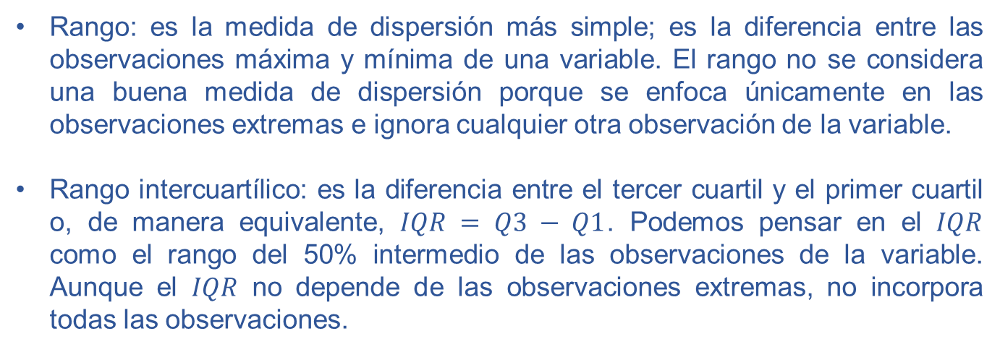 • Rango: es la medida de dispersión más simple; es la diferencia entre las
observaciones máxima y mínima de una variable. El rango no se considera
una buena medida de dispersión porque se enfoca únicamente en las
observaciones extremas e ignora cualquier otra observación de la variable.
• Rango intercuartílico: es la diferencia entre el tercer cuartil y el primer cuartil
o, de manera equivalente, IQR = Q3 − Q1. Podemos pensar en el IQR
como el rango del 50% intermedio de las observaciones de la variable.
Aunque el IQR no depende de las observaciones extremas, no incorpora
todas las observaciones.